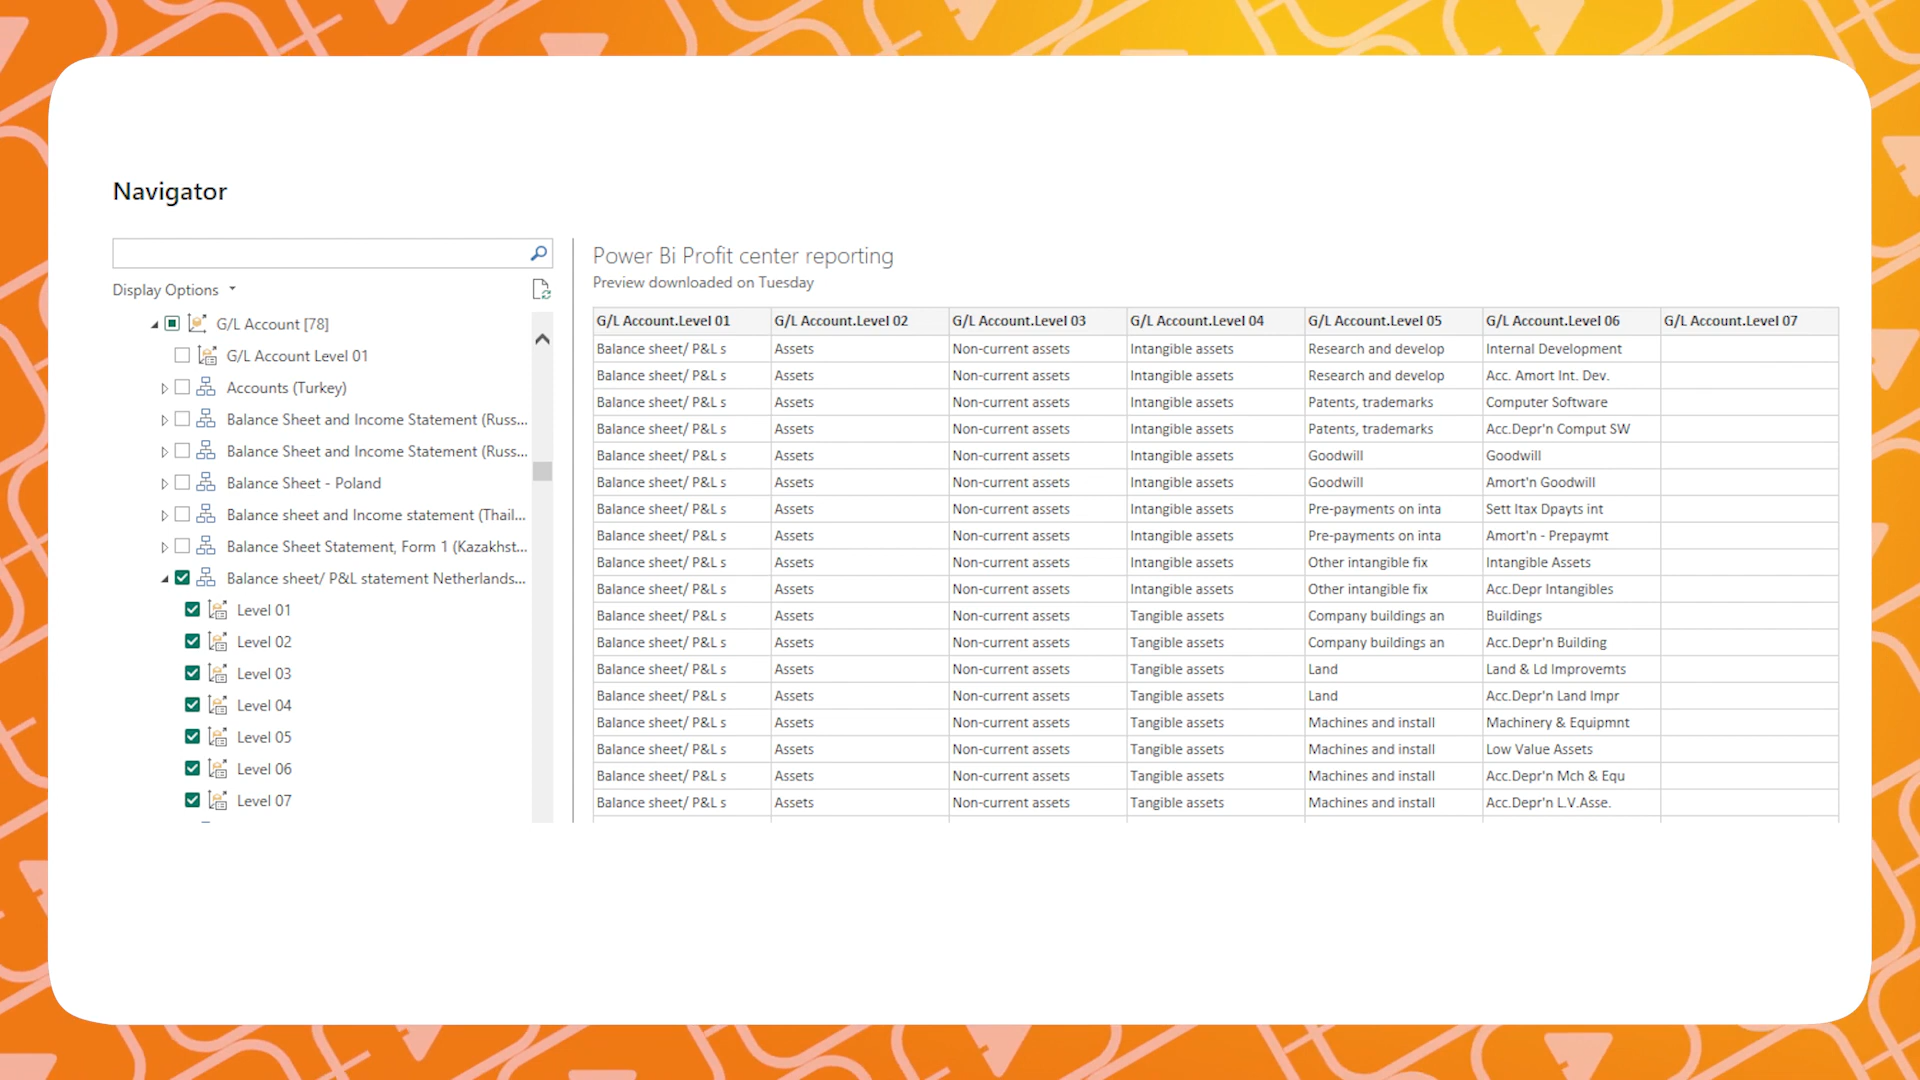 Navigator
Display Options
G/L Account [78]
G/L Account Level 01
Accounts (Turkey)
Balance Sheet and Income Statement (Russ...
Balance Sheet and Income Statement (Russ...
Balance Sheet - Poland
Balance sheet and Income statement (Thail...
Balance Sheet Statement, Form 1 (Kazakhst...
Balance sheet/ P&L statement Netherlands...
Level 01
Level 02
Level 03
Level 04
Level 05
Level 06
Level 07
Power Bi Profit center reporting
Preview downloaded on Tuesday
G/L Account.Level 01 G/L Account.Level 02 G/L Account.Level 03 G/L Account.Level 04 G/L Account.Level 05 G/L Account.Level 06 G/L Account.Level 07
Balance sheet/ P&L s Assets Non-current assets Intangible assets Research and develop Internal Development
Balance sheet/ P&L s Assets Non-current assets Intangible assets Research and develop Acc. Amort Int. Dev.
Balance sheet/ P&L s Assets Non-current assets Intangible assets Patents, trademarks Computer Software
Balance sheet/ P&L s Assets Non-current assets Intangible assets Patents, trademarks Acc.Depr'n Comput SW
Balance sheet/ P&L s Assets Non-current assets Intangible assets Goodwill Goodwill
Balance sheet/ P&L s Assets Non-current assets Intangible assets Goodwill Amort'n Goodwill
Balance sheet/ P&L s Assets Non-current assets Intangible assets Pre-payments on inta Sett Itax Dpayts int
Balance sheet/ P&L s Assets Non-current assets Intangible assets Pre-payments on inta Amort'n - Prepaymt
Balance sheet/ P&L s Assets Non-current assets Intangible assets Other intangible fix Intangible Assets
Balance sheet/ P&L s Assets Non-current assets Intangible assets Other intangible fix Acc.Depr Intangibles
Balance sheet/ P&L s Assets Non-current assets Tangible assets Company buildings an Buildings
Balance sheet/ P&L s Assets Non-current assets Tangible assets Company buildings an Acc.Depr'n Building
Balance sheet/ P&L s Assets Non-current assets Tangible assets Land Land & Ld Improvemts
Balance sheet/ P&L s Assets Non-current assets Tangible assets Land Acc.Depr'n Land Impr
Balance sheet/ P&L s Assets Non-current assets Tangible assets Machines and install Machinery & Equipmnt
Balance sheet/ P&L s Assets Non-current assets Tangible assets Machines and install Low Value Assets
Balance sheet/ P&L s Assets Non-current assets Tangible assets Machines and install Acc.Depr'n Mch & Equ
Balance sheet/ P&L s Assets Non-current assets Tangible assets Machines and install Acc.Depr'n L.V.Asse.